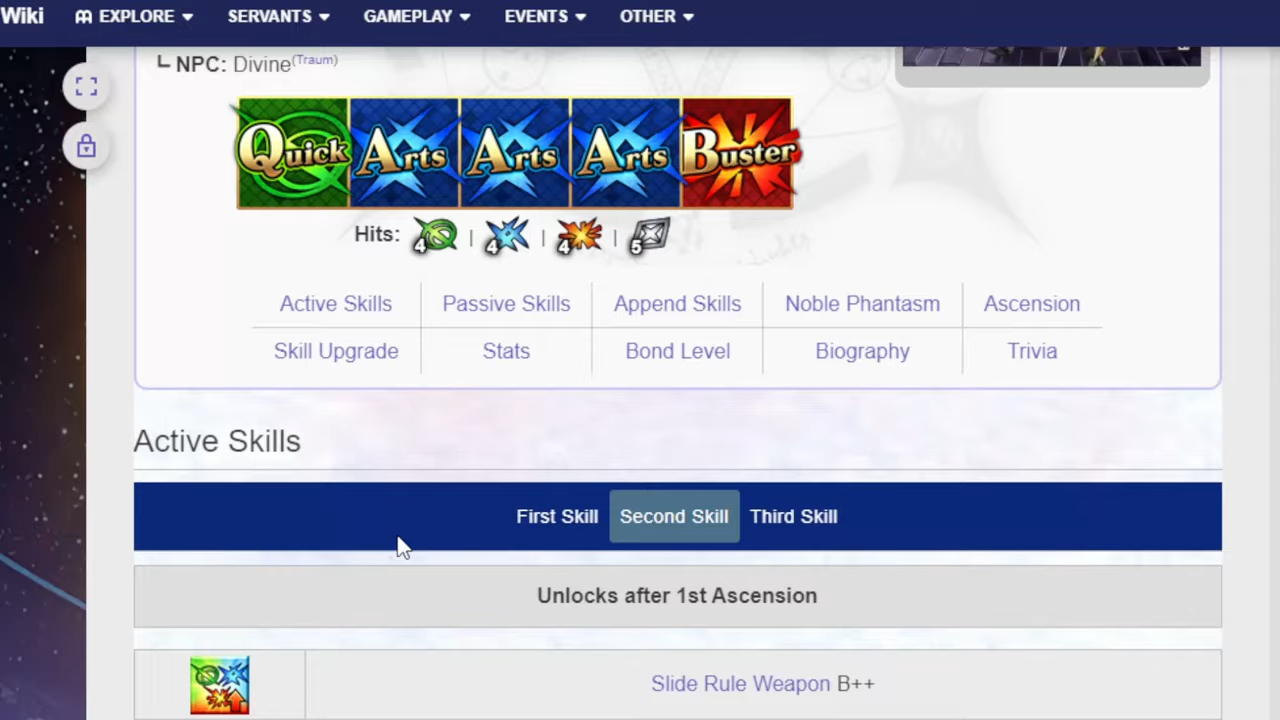 Wiki EXPLORE SERVANTS GAMEPLAY EVENTS OTHER
NPC: Divine(Traum)
Quick Arts Arts Arts Buster
Hits: 4 | 4 | 4 | 5
Active Skills Passive Skills Append Skills Noble Phantasm Ascension
Skill Upgrade Stats Bond Level Biography Trivia
Active Skills
First Skill Second Skill Third Skill
Unlocks after 1st Ascension
Slide Rule Weapon B++